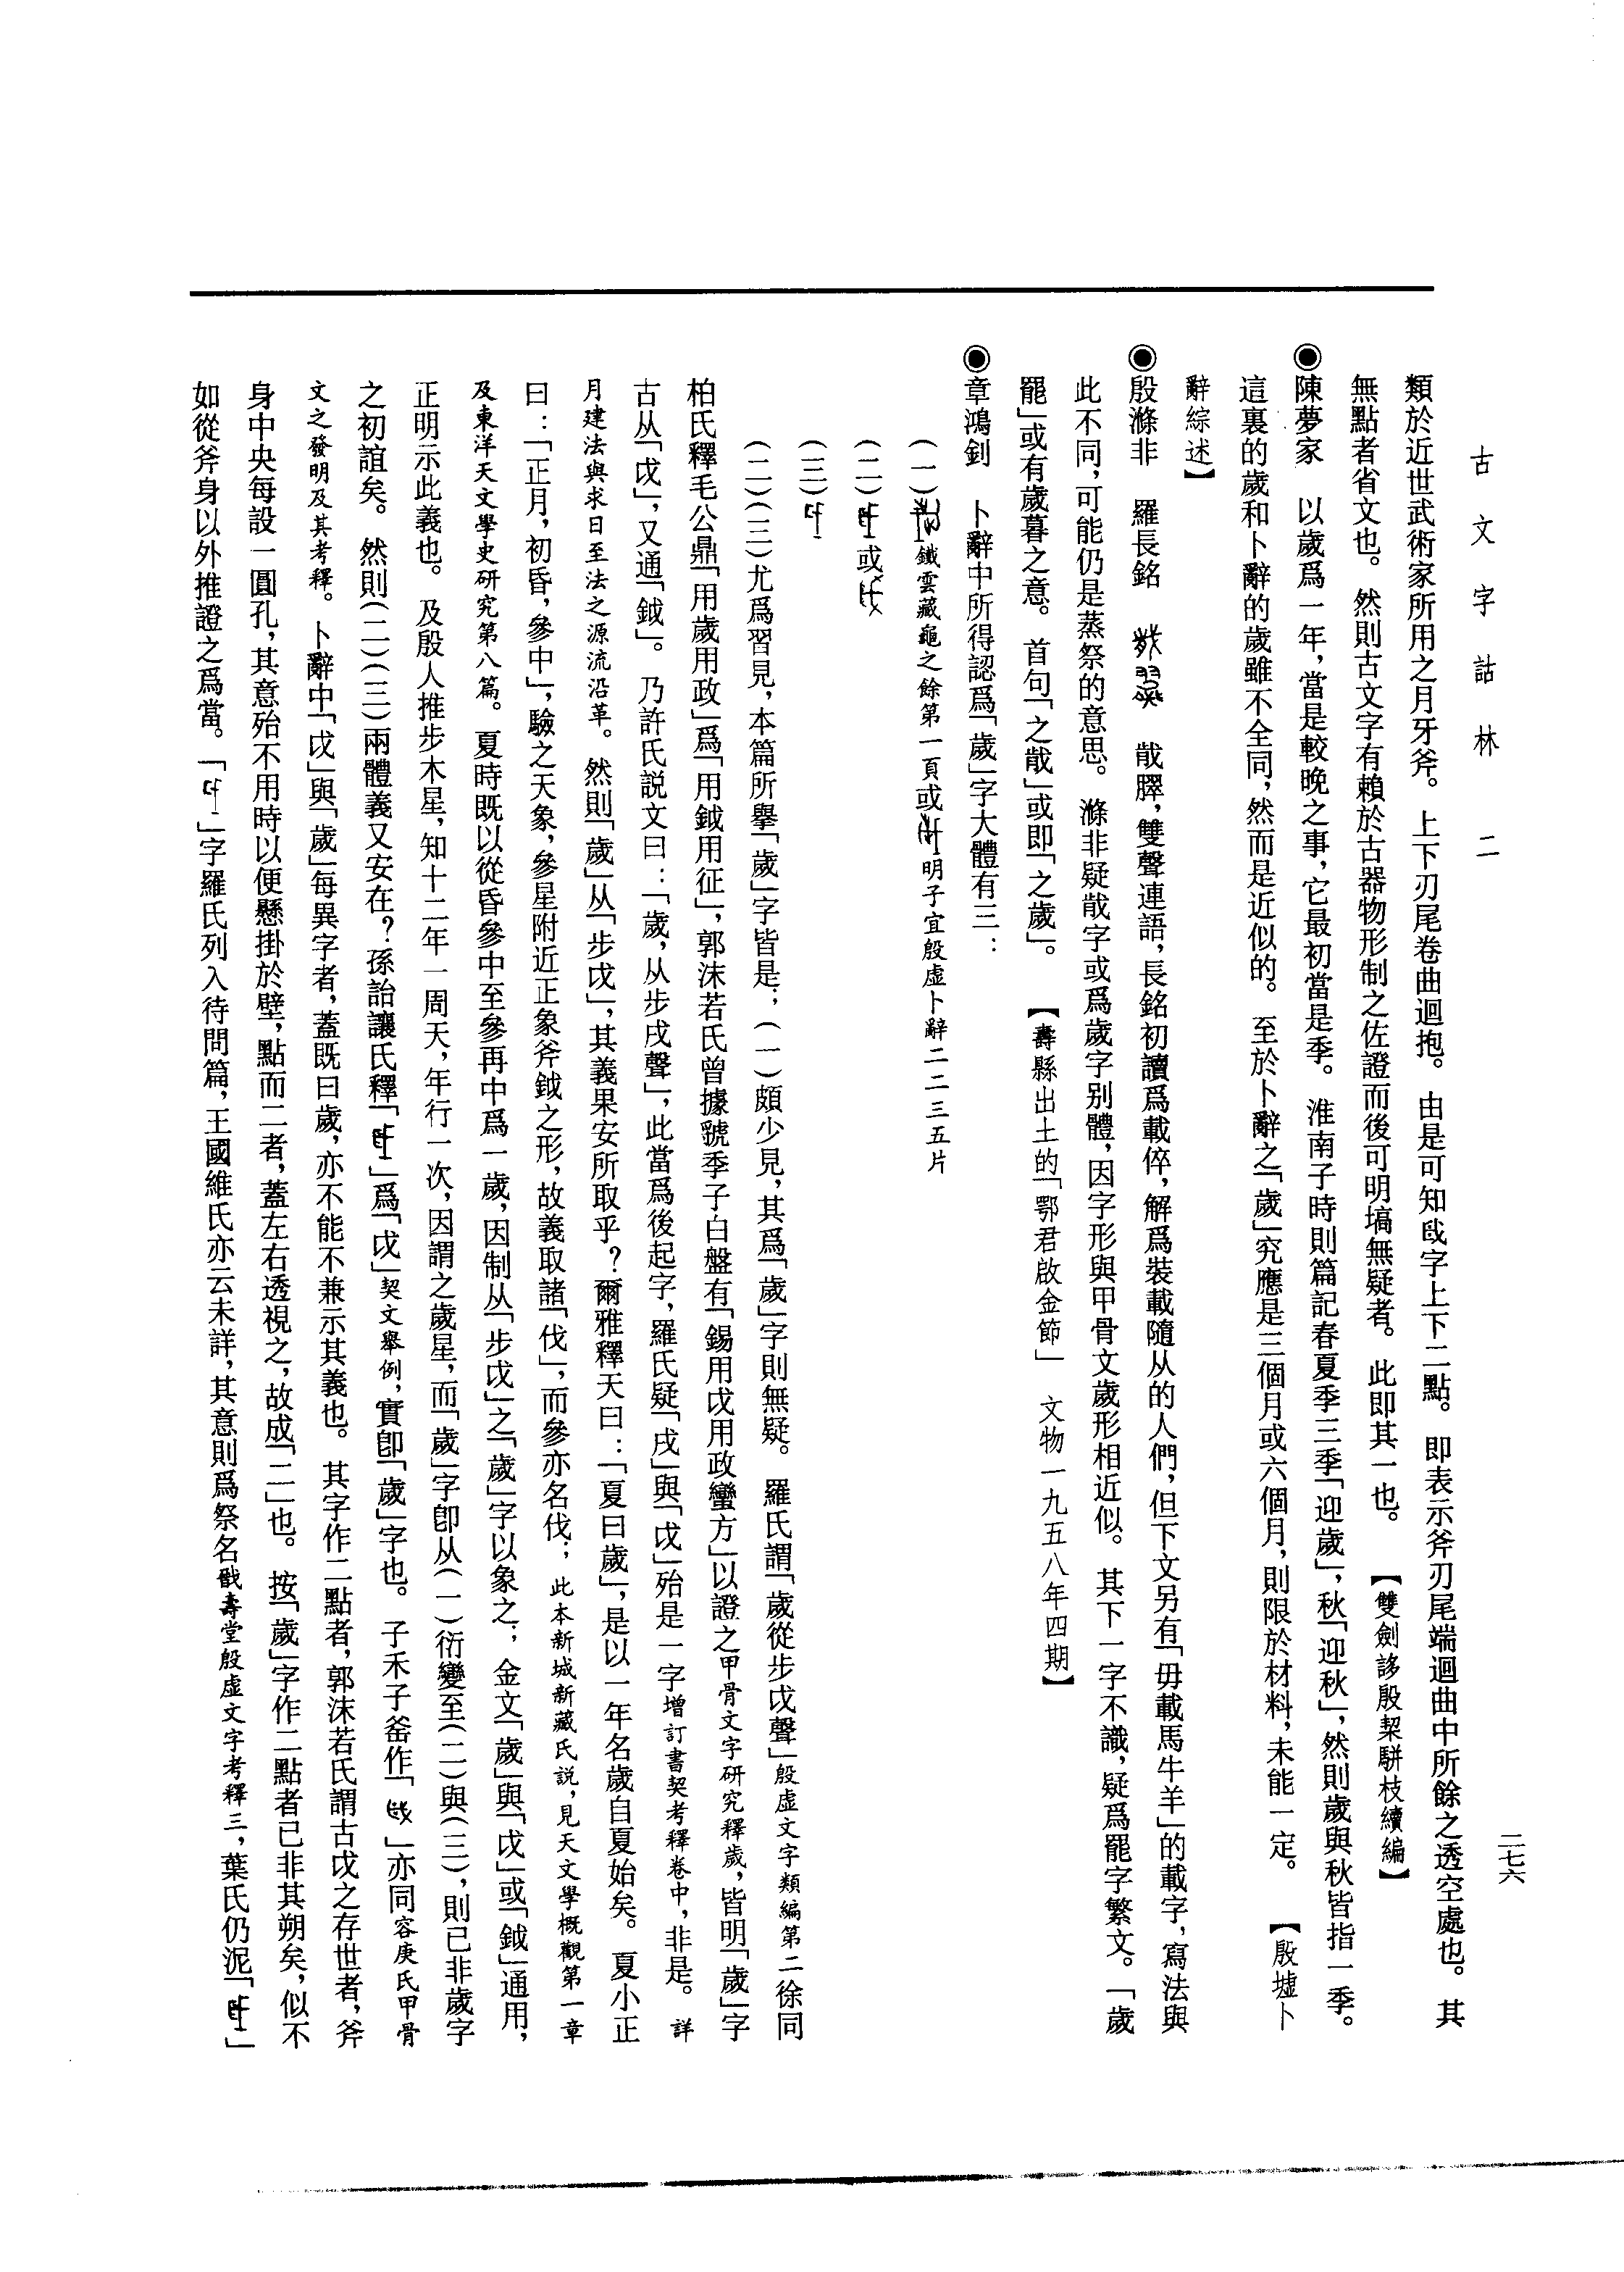 古文字詁林 二
二七六
類於近世武術家所用之月牙斧。上下刃尾卷曲迴抱。由是可知戉字上下二點。即表示斧刃尾端迴曲中所餘之透空處也。其
無點者省文也。然則古文字有賴於古器物形制之佐證而後可明塙無疑者。此即其一也。 【雙劍誃殷栔駢枝續編】
◉陳夢家 以歲爲一年,當是較晚之事,它最初當是季。淮南子時則篇記春夏季三季「迎歲」,秋「迎秋」,然則歲與秋皆指一季。
這裏的歲和卜辭的歲雖不全同,然而是近似的。至於卜辭之「歲」究應是三個月或六個月,則限於材料,未能一定。 【殷墟卜
辭綜述】
◉殷滌非 羅長銘 㪔䏲,雙聲連語,長銘初讀爲載倅,解爲裝載隨从的人們,但下文另有「毋載馬牛羊」的載字,寫法與
此不同,可能仍是蒸祭的意思。滌非疑㪔字或爲歲字别體,因字形與甲骨文歲形相近似。其下一字不識,疑爲罷字繁文。「歲
罷」或有歲暮之意。首句「之㪔」或即「之歲」。 【壽縣出土的「鄂君啟金節」 文物一九五八年四期】
◉章鴻釗 卜辭中所得認爲「歲」字大體有三:
(一)鐵雲藏龜之餘第一頁或明子宜殷虛卜辭二二三五片
(二)或
(三)
(二)(三)尤爲習見,本篇所舉「歲」字皆是;(一)頗少見,其爲「歲」字則無疑。羅氏謂「歲從步戉聲」殷虛文字類編第二徐同
柏氏釋毛公鼎「用歲用政」爲「用鉞用征」,郭沫若氏曾據虢季子白盤有「錫用戉用政蠻方」以證之甲骨文字研究釋歲,皆明「歲」字
古从「戉」,又通「鉞」。乃許氏説文曰:「歲,从步戌聲」,此當爲後起字,羅氏疑「戌」與「戉」殆是一字增訂書契考釋卷中,非是。詳
月建法與求日至法之源流沿革。然則「歲」从「步戉」,其義果安所取乎?爾雅釋天曰:「夏曰歲」,是以一年名歲自夏始矣。夏小正
曰:「正月,初昏,參中」,驗之天象,參星附近正象斧鉞之形,故義取諸「伐」,而參亦名伐;此本新城新藏氏説,見天文學概觀第一章
及東洋天文學史研究第八篇。夏時既以從昏參中至參再中爲一歲,因制从「步戉」之「歲」字以象之;金文「歲」與「戉」或「鉞」通用,
正明示此義也。及殷人推步木星,知十二年一周天,年行一次,因謂之歲星,而「歲」字卽从(一)衍變至(二)與(三),則已非歲字
之初誼矣。然則(二)(三)兩體義又安在?孫詒讓氏釋「」爲「戉」契文舉例,實卽「歲」字也。子禾子釜作「」亦同容庚氏甲骨
文之發明及其考釋。卜辭中「戉」與「歲」每異字者,蓋既曰歲,亦不能不兼示其義也。其字作二點者,郭沫若氏謂古戉之存世者,斧
身中央每設一圓孔,其意殆不用時以便懸掛於壁,點而二者,蓋左右透視之,故成「二」也。按「歲」字作二點者已非其朔矣,似不
如從斧身以外推證之爲當。「」字羅氏列入待問篇,王國維氏亦云未詳,其意則爲祭名戩壽堂殷虛文字考釋三,葉氏仍泥「」